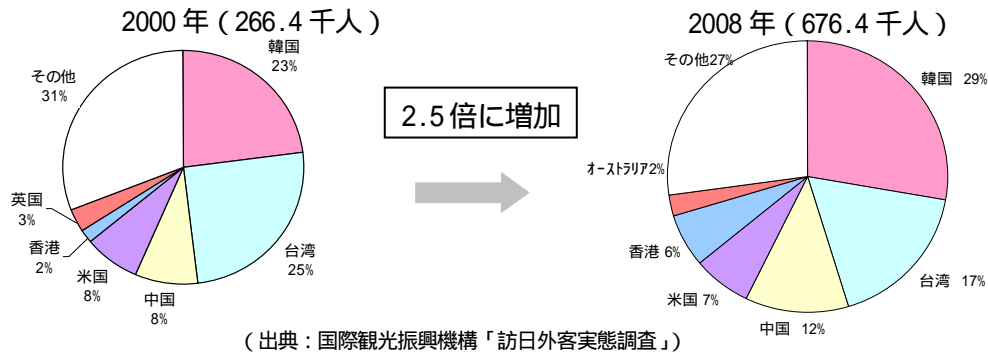 2000 年（266.4 千人）
韓国
23%
台湾
25%
中国
8%
米国
8%
香港
2%
英国
3%
その他
31%
2.5 倍に増加
2008 年（676.4 千人）
韓国 29%
台湾 17%
中国 12%
米国 7%
香港 6%
ｵｰｽﾄﾗﾘｱ2%
その他27%
（出典：国際観光振興機構「訪日外客実態調査」）